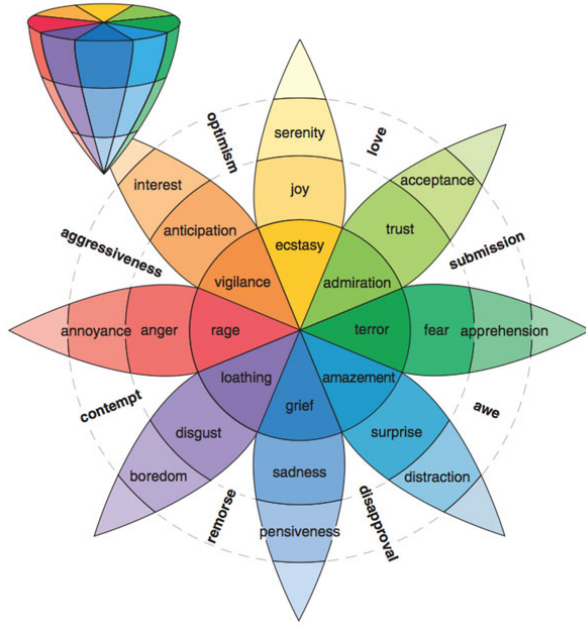 optimism
serenity
love
interest
acceptance
joy
anticipation
trust
aggressiveness
ecstasy
submission
vigilance
admiration
annoyance
anger
rage
terror
fear
apprehension
loathing
amazement
contempt
grief
awe
disgust
surprise
boredom
sadness
distraction
remorse
pensiveness
disapproval